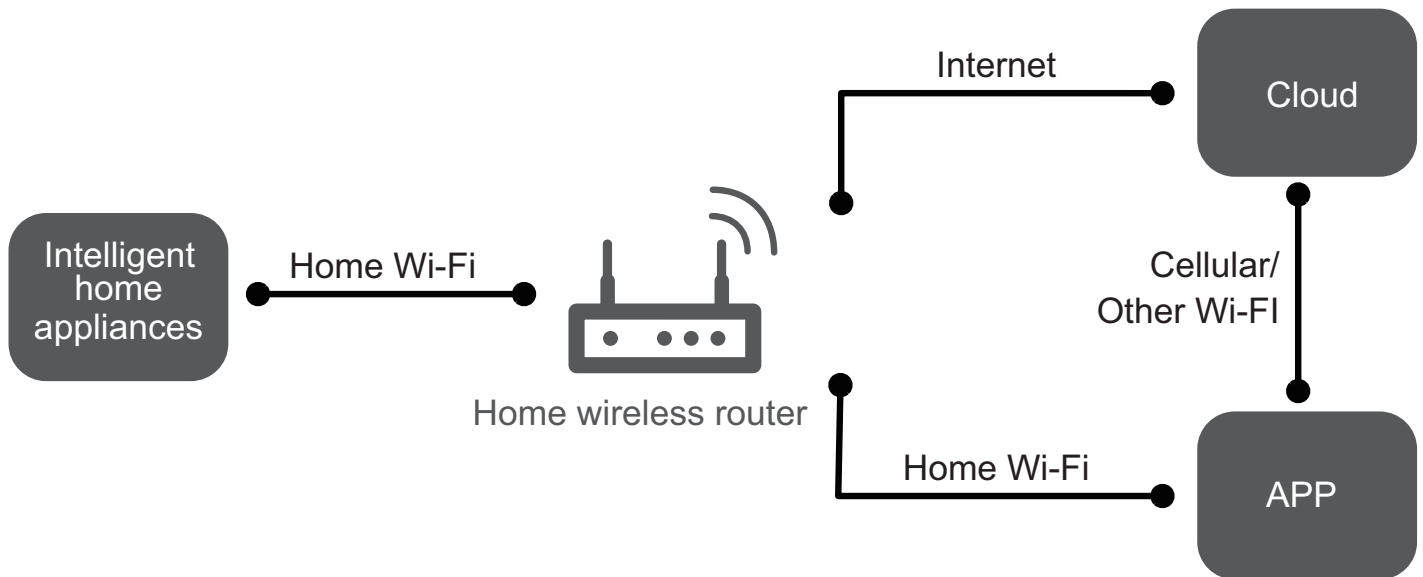 Internet
Cloud
Intelligent
home
appliances
Home Wi-Fi
Cellular/
Other Wi-FI
Home wireless router
Home Wi-Fi
APP